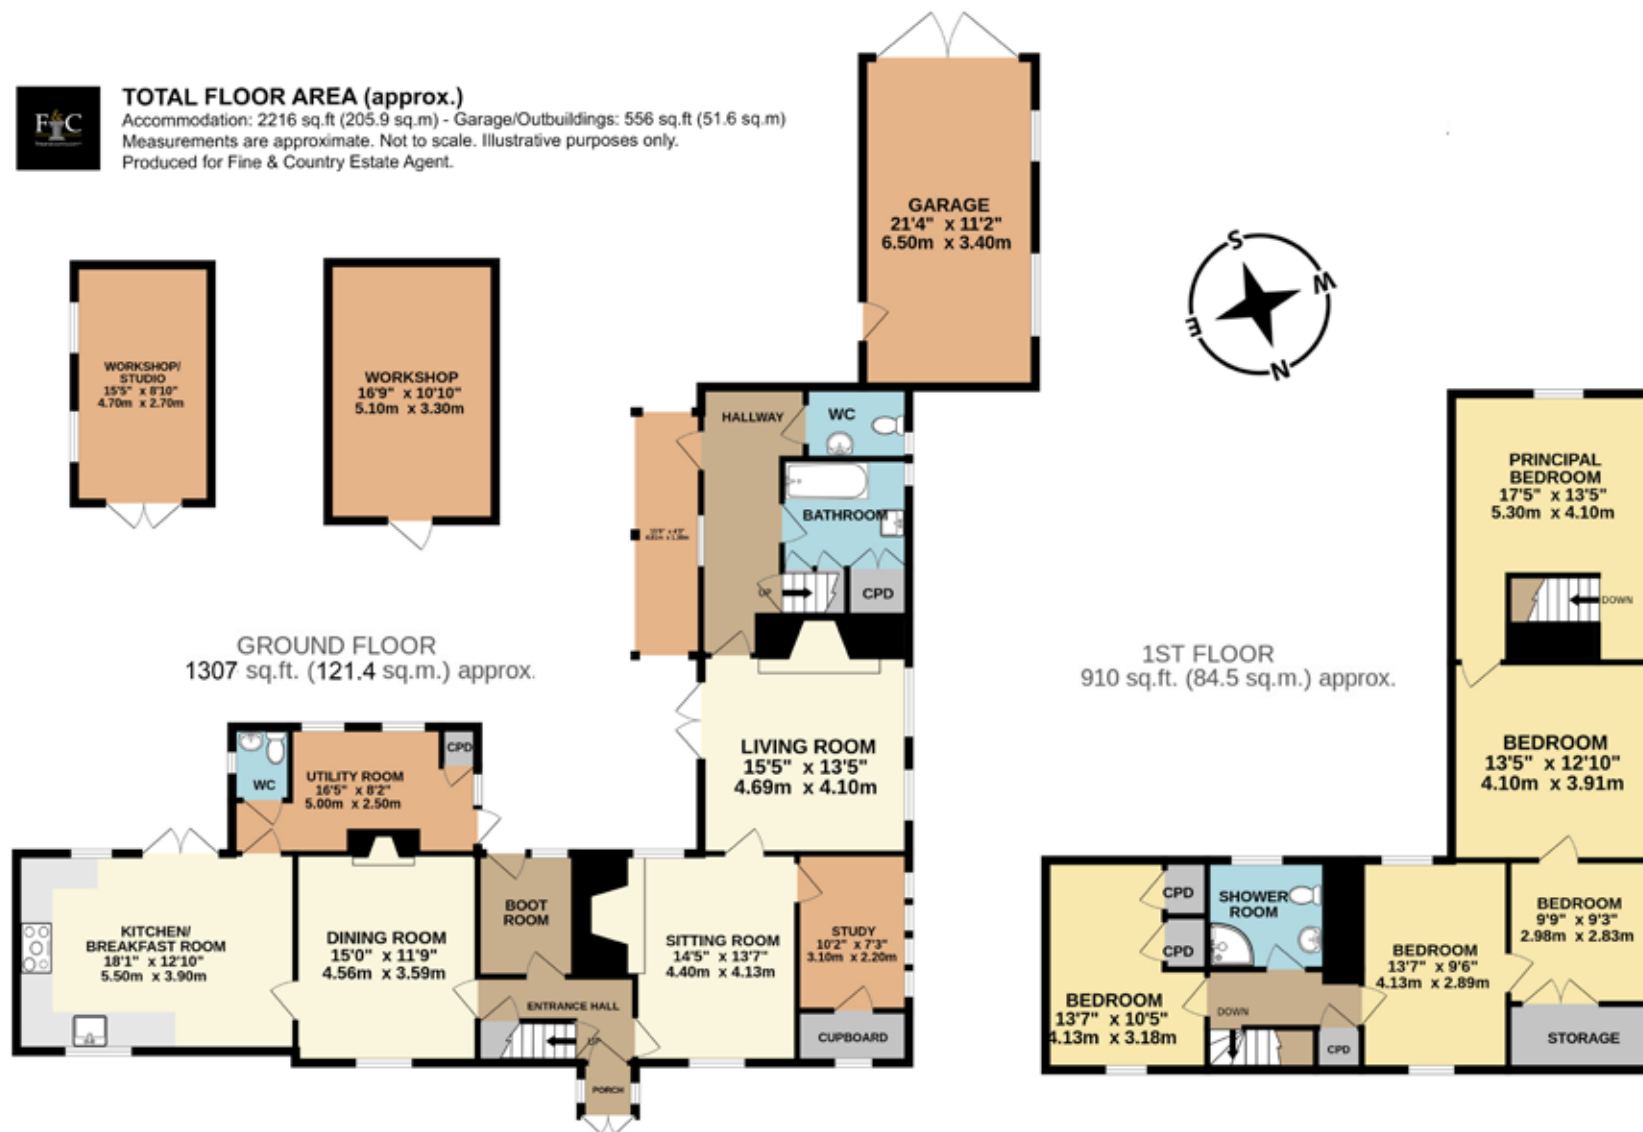 F&C
TOTAL FLOOR AREA (approx.)
Accommodation: 2216 sq.ft (205.9 sq.m) - Garage/Outbuildings: 556 sq.ft (51.6 sq.m)
Measurements are approximate. Not to scale. Illustrative purposes only.
Produced for Fine & Country Estate Agent.
GARAGE
21'4" x 11'2"
6.50m x 3.40m
S
W
E
N
WORKSHOP/
STUDIO
15'5" x 8'10"
4.70m x 2.70m
WORKSHOP
16'9" x 10'10"
5.10m x 3.30m
HALLWAY
WC
BATHROOM
UP
CPD
GROUND FLOOR
1307 sq.ft. (121.4 sq.m.) approx.
LIVING ROOM
15'5" x 13'5"
4.69m x 4.10m
WC
UTILITY ROOM
16'5" x 8'2"
5.00m x 2.50m
CPD
KITCHEN/
BREAKFAST ROOM
18'1" x 12'10"
5.50m x 3.90m
DINING ROOM
15'0" x 11'9"
4.56m x 3.59m
BOOT
ROOM
ENTRANCE HALL
UP
PORCH
SITTING ROOM
14'5" x 13'7"
4.40m x 4.13m
STUDY
10'2" x 7'3"
3.10m x 2.20m
CUPBOARD
1ST FLOOR
910 sq.ft. (84.5 sq.m.) approx.
PRINCIPAL
BEDROOM
17'5" x 13'5"
5.30m x 4.10m
DOWN
BEDROOM
13'5" x 12'10"
4.10m x 3.91m
CPD
CPD
SHOWER
ROOM
BEDROOM
13'7" x 10'5"
4.13m x 3.18m
DOWN
CPD
BEDROOM
13'7" x 9'6"
4.13m x 2.89m
BEDROOM
9'9" x 9'3"
2.98m x 2.83m
STORAGE